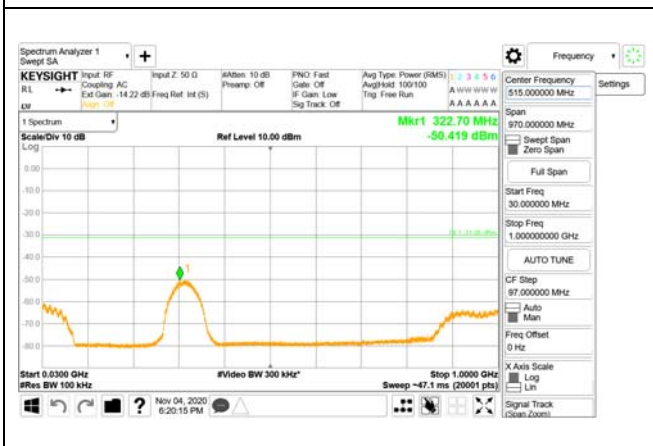 Spectrum Analyzer 1
Swept SA
Frequency
KEYSIGHT
RL
Input: RF
Coupling: AC
Ext Gain: -14.22 dB
Align: Off
Input Z: 50 Ω
Freq Ref: Int (S)
#Atten: 10 dB
Preamp: Off
PNO: Fast
Gate: Off
IF Gain: Low
Sig Track: Off
Avg Type: Power (RMS)
Avg|Hold: 100/100
Trig: Free Run
1 2 3 4 5 6
A W W W W W
A A A A A A
1 Spectrum
Scale/Div 10 dB
Log
Ref Level 10.00 dBm
Mkr1 322.70 MHz
-50.419 dBm
0.00
-10.0
-20.0
-30.0
-40.0
-50.0
-60.0
-70.0
-80.0
1
Start 0.0300 GHz
#Res BW 100 kHz
#Video BW 300 kHz*
Stop 1.0000 GHz
Sweep ~47.1 ms (20001 pts)
Nov 04, 2020
6:20:15 PM
Center Frequency
515.000000 MHz
Settings
Span
970.000000 MHz
Swept Span
Zero Span
Full Span
Start Freq
30.000000 MHz
Stop Freq
1.000000000 GHz
AUTO TUNE
CF Step
97.000000 MHz
Auto
Man
Freq Offset
0 Hz
X Axis Scale
Log
Lin
Signal Track
(Span Zoom)